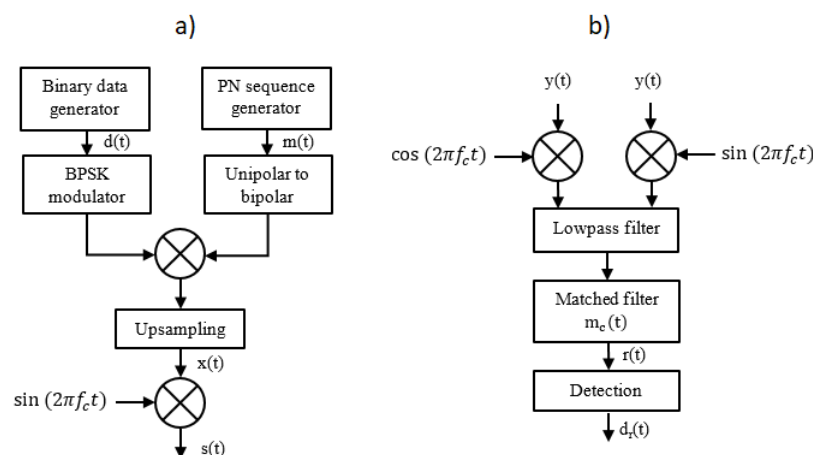 a)
Binary data
generator
PN sequence
generator
d(t)
m(t)
BPSK
modulator
Unipolar to
bipolar
Upsampling
x(t)
sin (2πf_c t)
s(t)
b)
y(t)
y(t)
cos (2πf_c t)
sin (2πf_c t)
Lowpass filter
Matched filter
m_c(t)
r(t)
Detection
d_r(t)